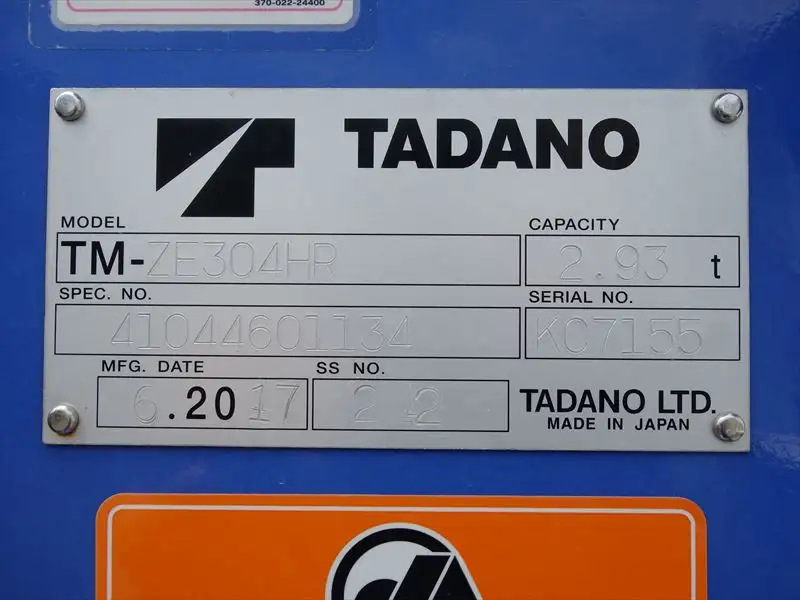 370-022-24400
TADANO
MODEL
TM-ZE304HR
CAPACITY
2.93 t
SPEC. NO.
41044601134
SERIAL NO.
KC7155
MFG. DATE
6.2017
SS NO.
2 4 2
TADANO LTD.
MADE IN JAPAN